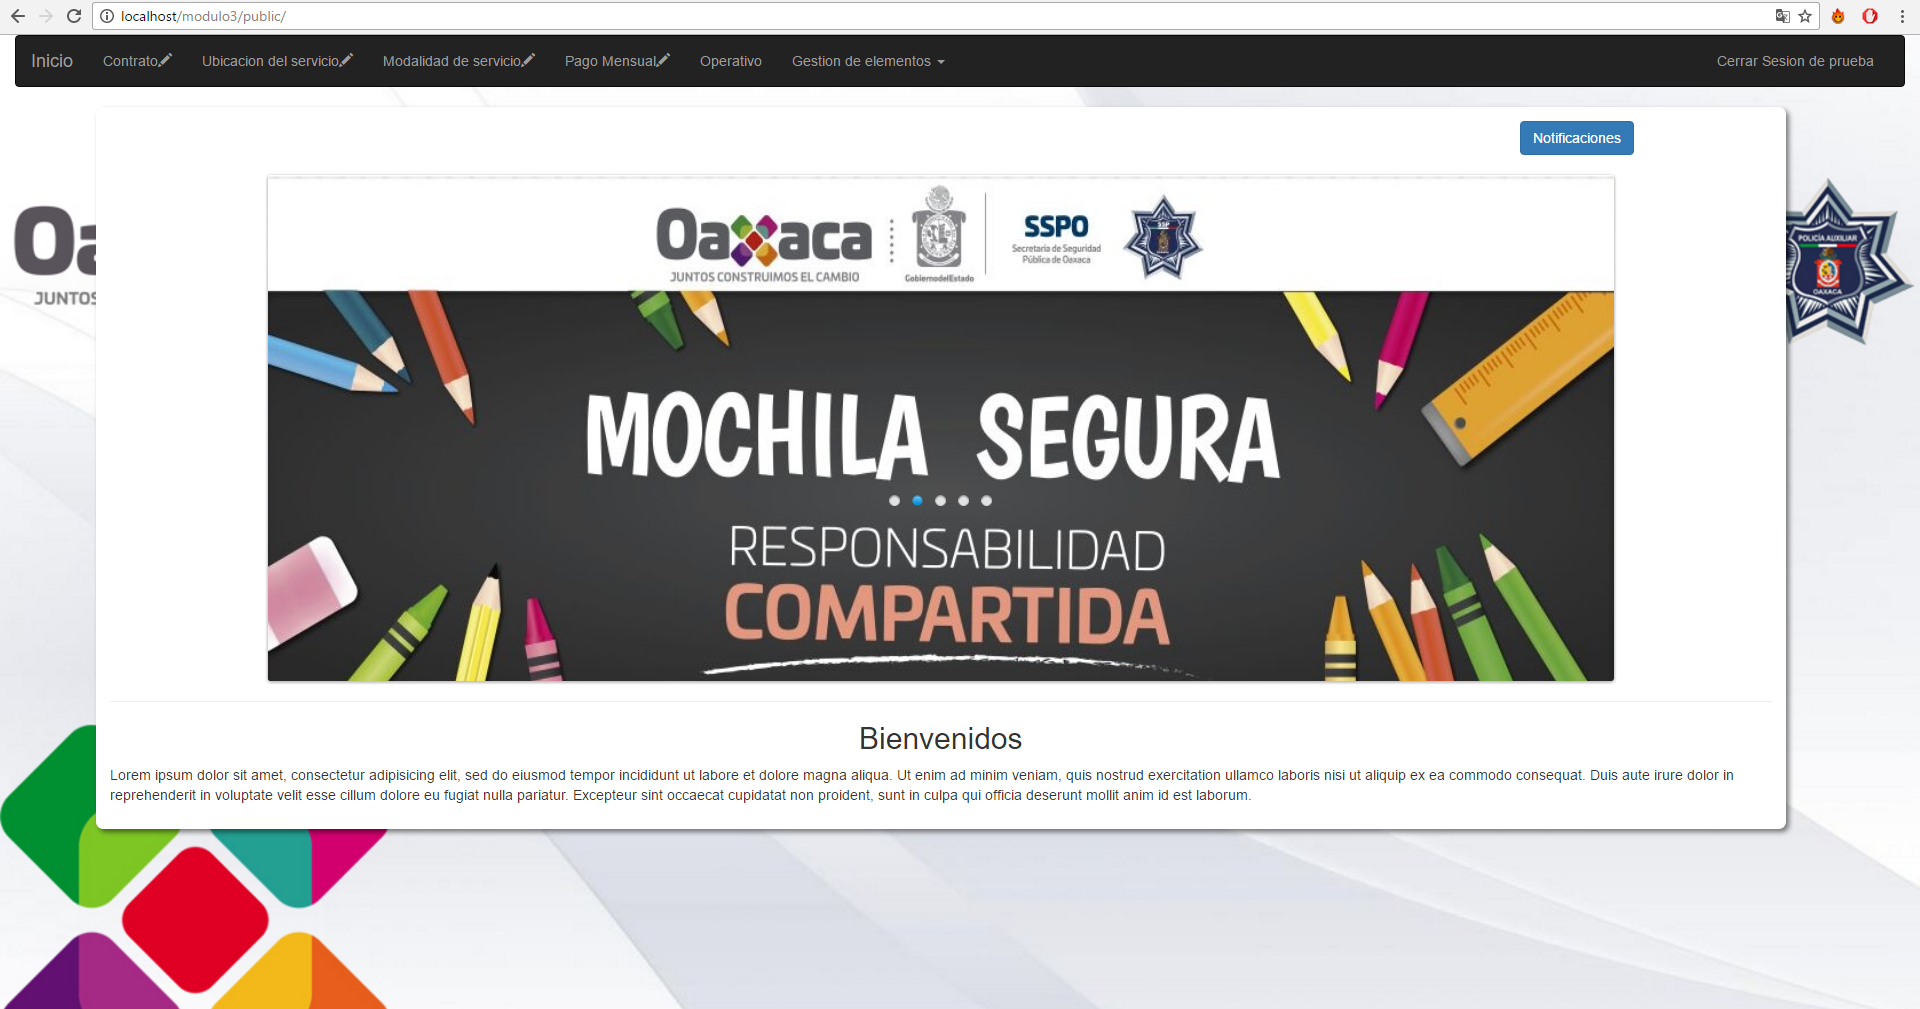 localhost/modulo3/public/
Inicio Contrato Ubicacion del servicio Modalidad de servicio Pago Mensual Operativo Gestion de elementos Cerrar Sesion de prueba
Notificaciones
Oaxaca
JUNTOS CONSTRUIMOS EL CAMBIO
GobiernodelEstado
SSPO
Secretaría de Seguridad
Pública de Oaxaca
SSP
JUNTOS
POLICÍA AUXILIAR
OAXACA
MOCHILA SEGURA
RESPONSABILIDAD
COMPARTIDA
Bienvenidos
Lorem ipsum dolor sit amet, consectetur adipisicing elit, sed do eiusmod tempor incididunt ut labore et dolore magna aliqua. Ut enim ad minim veniam, quis nostrud exercitation ullamco laboris nisi ut aliquip ex ea commodo consequat. Duis aute irure dolor in
reprehenderit in voluptate velit esse cillum dolore eu fugiat nulla pariatur. Excepteur sint occaecat cupidatat non proident, sunt in culpa qui officia deserunt mollit anim id est laborum.